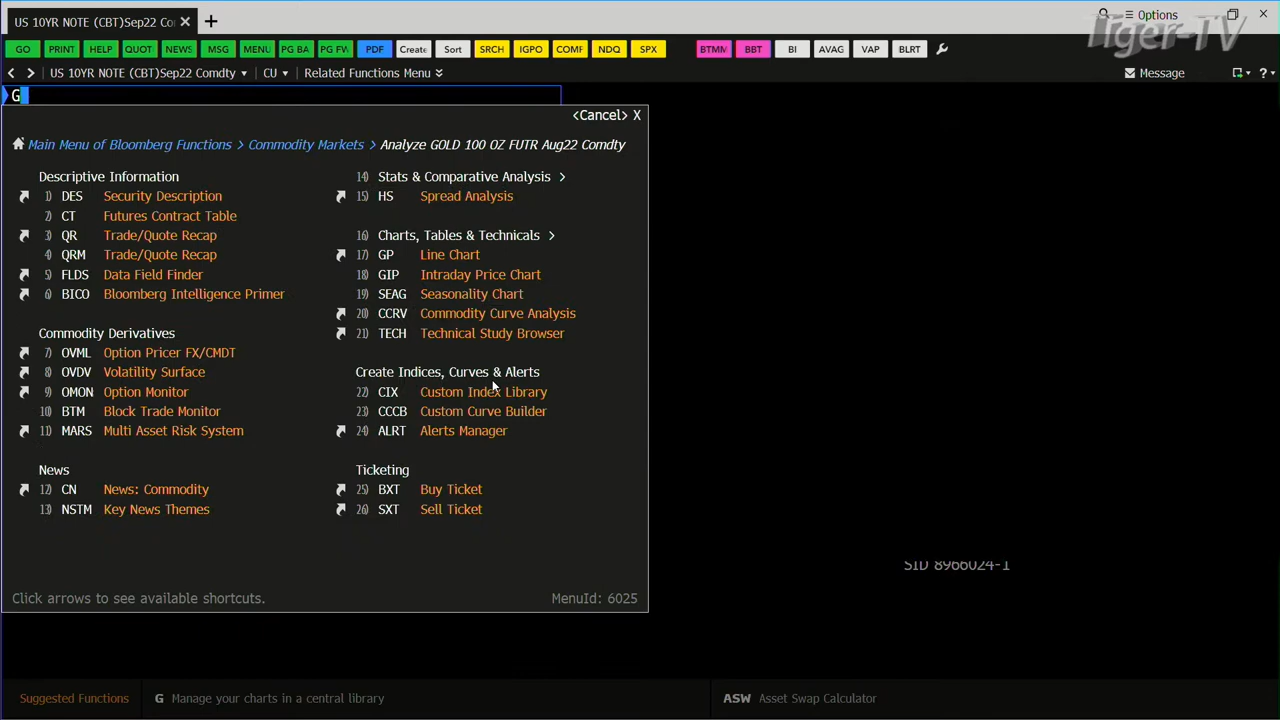 US 10YR NOTE (CBT)Sep22 Co X +
Options
Tiger-TV
GO PRINT HELP QUOT NEWS MSG MENU PG BA PG FW PDF Create Sort SRCH IGPO COMF NDQ SPX BTMM BBT BI AVAG VAP BLRT
< > US 10YR NOTE (CBT)Sep22 Comdty CU Related Functions Menu Message ?
G
<Cancel> X
Main Menu of Bloomberg Functions > Commodity Markets > Analyze GOLD 100 OZ FUTR Aug22 Comdty
Descriptive Information
1) DES Security Description
2) CT Futures Contract Table
3) QR Trade/Quote Recap
4) QRM Trade/Quote Recap
5) FLDS Data Field Finder
6) BICO Bloomberg Intelligence Primer
Commodity Derivatives
7) OVML Option Pricer FX/CMDT
8) OVDV Volatility Surface
9) OMON Option Monitor
10) BTM Block Trade Monitor
11) MARS Multi Asset Risk System
News
12) CN News: Commodity
13) NSTM Key News Themes
14) Stats & Comparative Analysis >
15) HS Spread Analysis
16) Charts, Tables & Technicals >
17) GP Line Chart
18) GIP Intraday Price Chart
19) SEAG Seasonality Chart
20) CCRV Commodity Curve Analysis
21) TECH Technical Study Browser
Create Indices, Curves & Alerts
22) CIX Custom Index Library
23) CCCB Custom Curve Builder
24) ALRT Alerts Manager
Ticketing
25) BXT Buy Ticket
26) SXT Sell Ticket
Click arrows to see available shortcuts. MenuId: 6025
SID 8966024-1
Suggested Functions G Manage your charts in a central library ASW Asset Swap Calculator